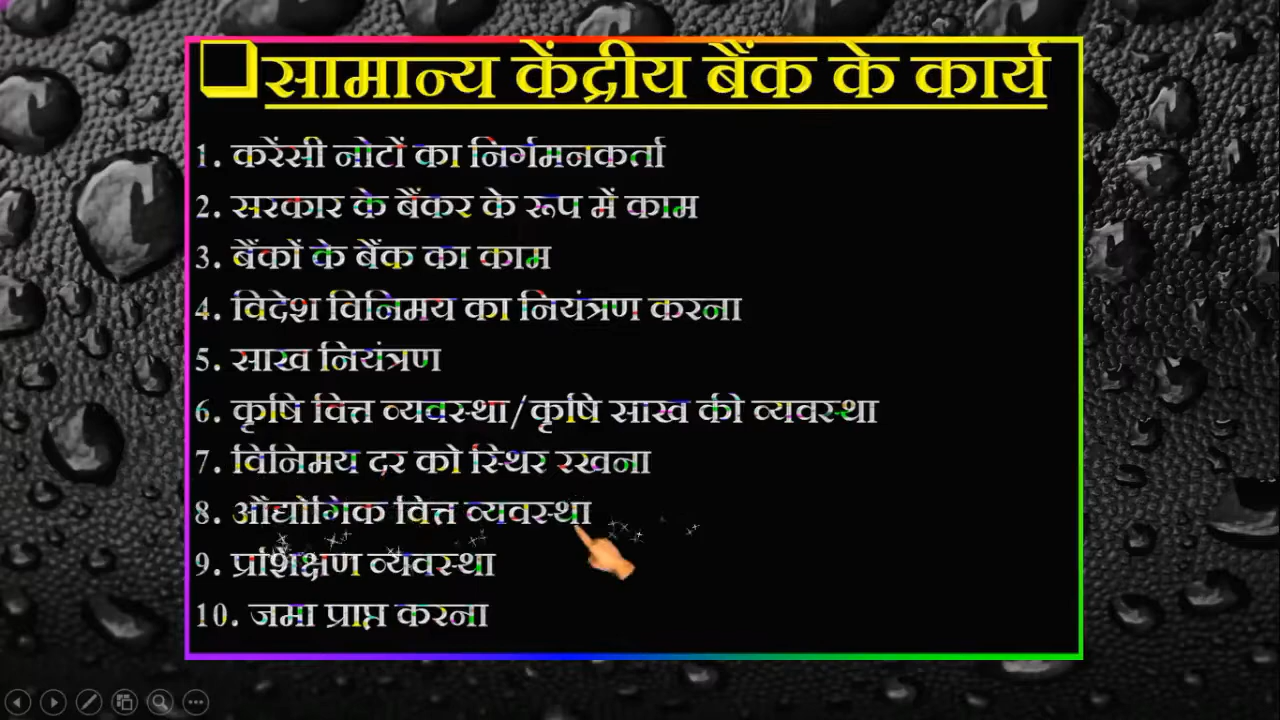 सामान्य केंद्रीय बैंक के कार्य
1. करेंसी नोटों का निर्गमनकर्ता
2. सरकार के बैंकर के रूप में काम
3. बैंकों के बैंक का काम
4. विदेश विनिमय का नियंत्रण करना
5. साख नियंत्रण
6. कृषि वित्त व्यवस्था/कृषि साख की व्यवस्था
7. विनिमय दर को स्थिर रखना
8. औद्योगिक वित्त व्यवस्था
9. प्रशिक्षण व्यवस्था
10. जमा प्राप्त करना